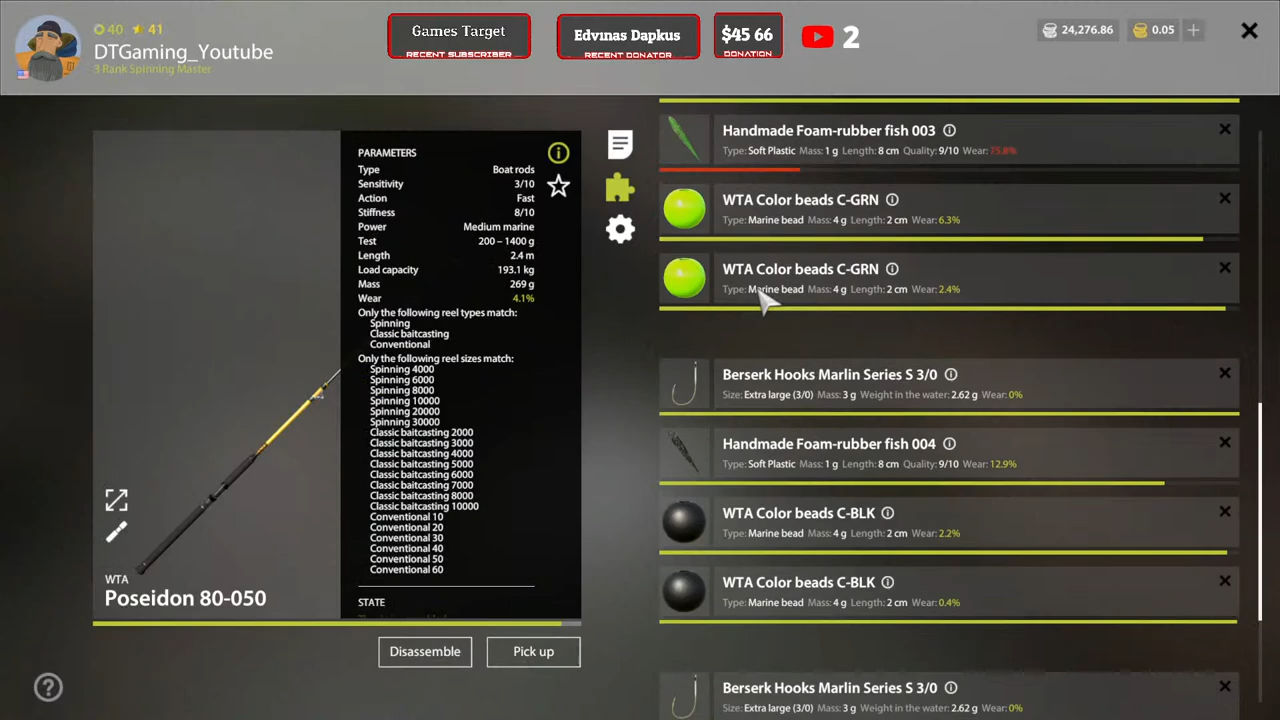 40 41
DTGaming_Youtube
3 Rank Spinning Master
Games Target
RECENT SUBSCRIBER
Edvinas Dapkus
RECENT DONATOR
$45 66
DONATION
2
24,276.86
0.05
PARAMETERS
Type Boat rods
Sensitivity 3/10
Action Fast
Stiffness 8/10
Power Medium marine
Test 200 – 1400 g
Length 2.4 m
Load capacity 193.1 kg
Mass 269 g
Wear 4.1%
Only the following reel types match:
Spinning
Classic baitcasting
Conventional
Only the following reel sizes match:
Spinning 4000
Spinning 6000
Spinning 8000
Spinning 10000
Spinning 20000
Spinning 30000
Classic baitcasting 2000
Classic baitcasting 3000
Classic baitcasting 4000
Classic baitcasting 5000
Classic baitcasting 6000
Classic baitcasting 7000
Classic baitcasting 8000
Classic baitcasting 10000
Conventional 10
Conventional 20
Conventional 30
Conventional 40
Conventional 50
Conventional 60
STATE
WTA
Poseidon 80-050
Disassemble
Pick up
Handmade Foam-rubber fish 003
Type: Soft Plastic Mass: 1 g Length: 8 cm Quality: 9/10 Wear: 75.8%
WTA Color beads C-GRN
Type: Marine bead Mass: 4 g Length: 2 cm Wear: 6.3%
WTA Color beads C-GRN
Type: Marine bead Mass: 4 g Length: 2 cm Wear: 2.4%
Berserk Hooks Marlin Series S 3/0
Size: Extra large (3/0) Mass: 3 g Weight in the water: 2.62 g Wear: 0%
Handmade Foam-rubber fish 004
Type: Soft Plastic Mass: 1 g Length: 8 cm Quality: 9/10 Wear: 12.9%
WTA Color beads C-BLK
Type: Marine bead Mass: 4 g Length: 2 cm Wear: 2.2%
WTA Color beads C-BLK
Type: Marine bead Mass: 4 g Length: 2 cm Wear: 0.4%
Berserk Hooks Marlin Series S 3/0
Size: Extra large (3/0) Mass: 3 g Weight in the water: 2.62 g Wear: 0%